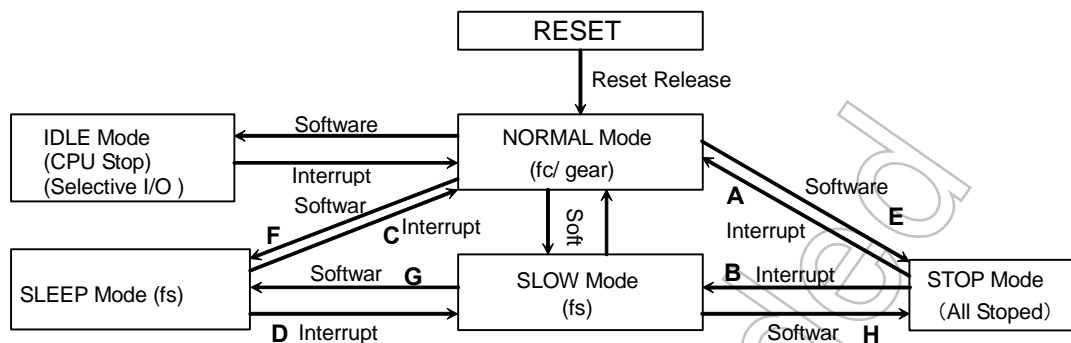 RESET
Reset Release
IDLE Mode
(CPU Stop)
(Selective I/O )
Software
Interrupt
NORMAL Mode
(fc/ gear)
Software
E
A
Interrupt
Softwar
F
C
Interrupt
Soft
SLEEP Mode (fs)
Softwar
G
D
Interrupt
SLOW Mode
(fs)
B
Interrupt
Softwar
H
STOP Mode
(All Stoped)